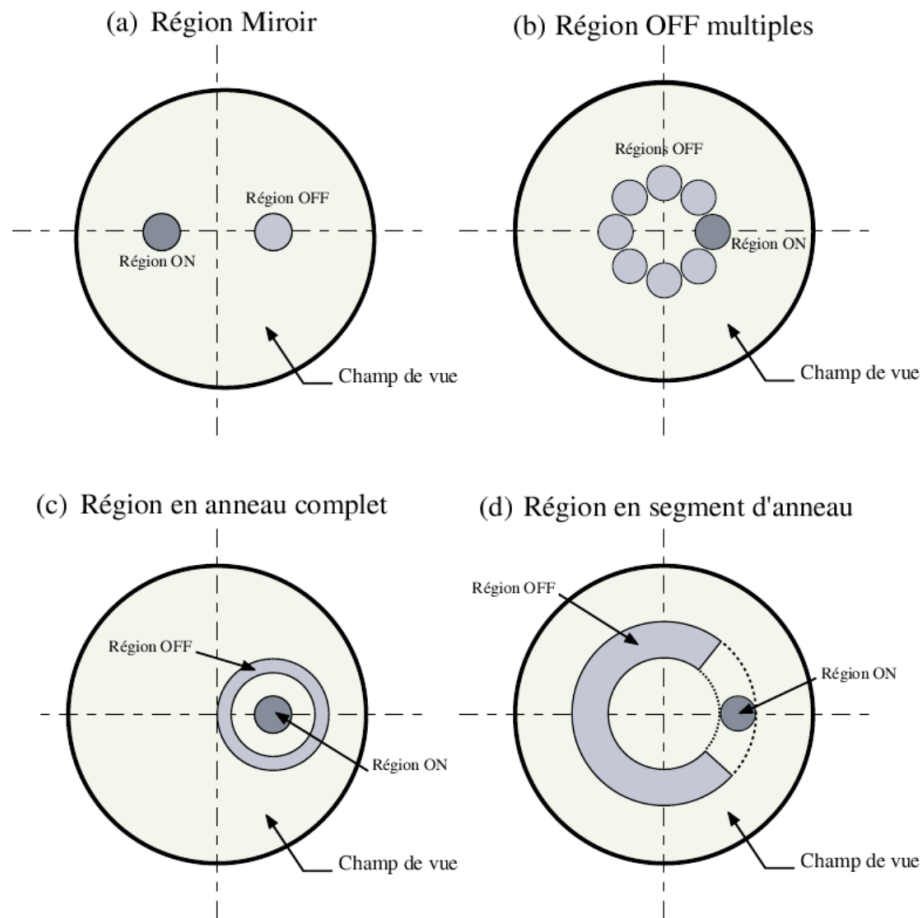 (a) Région Miroir
Région OFF
Région ON
Champ de vue
(b) Région OFF multiples
Régions OFF
Région ON
Champ de vue
(c) Région en anneau complet
Région OFF
Région ON
Champ de vue
(d) Région en segment d'anneau
Région OFF
Région ON
Champ de vue